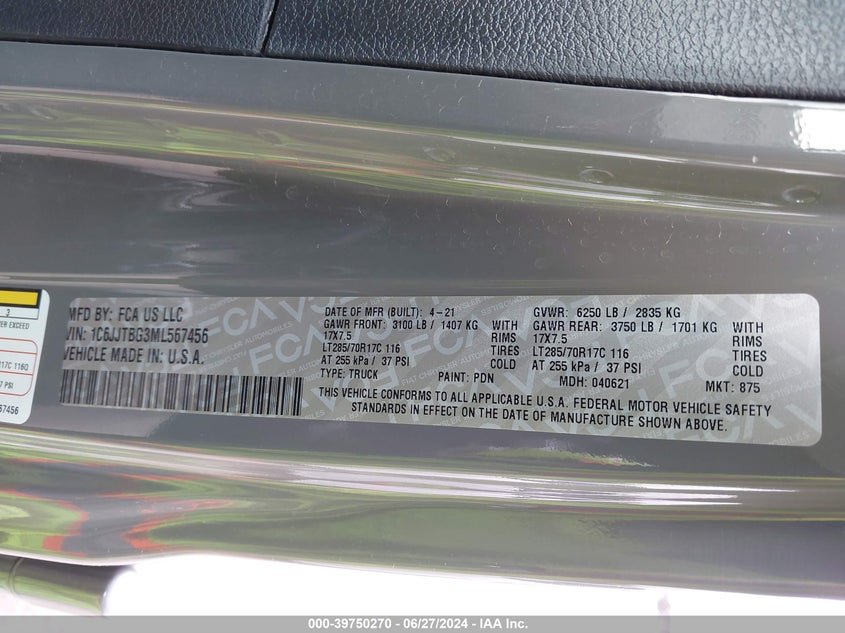 MFD BY: FCA US LLC
VIN: 1C6JJTBG3ML567456
VEHICLE MADE IN: U.S.A.
DATE OF MFR (BUILT): 4-21
GVWR: 6250 LB / 2835 KG
GAWR FRONT: 3100 LB / 1407 KG WITH
17X7.5 RIMS
LT285/70R17C 116 TIRES
AT 255 kPa / 37 PSI COLD
GAWR REAR: 3750 LB / 1701 KG WITH
17X7.5 RIMS
LT285/70R17C 116 TIRES
AT 255 kPa / 37 PSI COLD
TYPE: TRUCK PAINT: PDN MDH: 040621 MKT: 875
THIS VEHICLE CONFORMS TO ALL APPLICABLE U.S.A. FEDERAL MOTOR VEHICLE SAFETY
STANDARDS IN EFFECT ON THE DATE OF MANUFACTURE SHOWN ABOVE.
3
EXCEED
PSI
67456
000-39750270 - 06/27/2024 - IAA Inc.